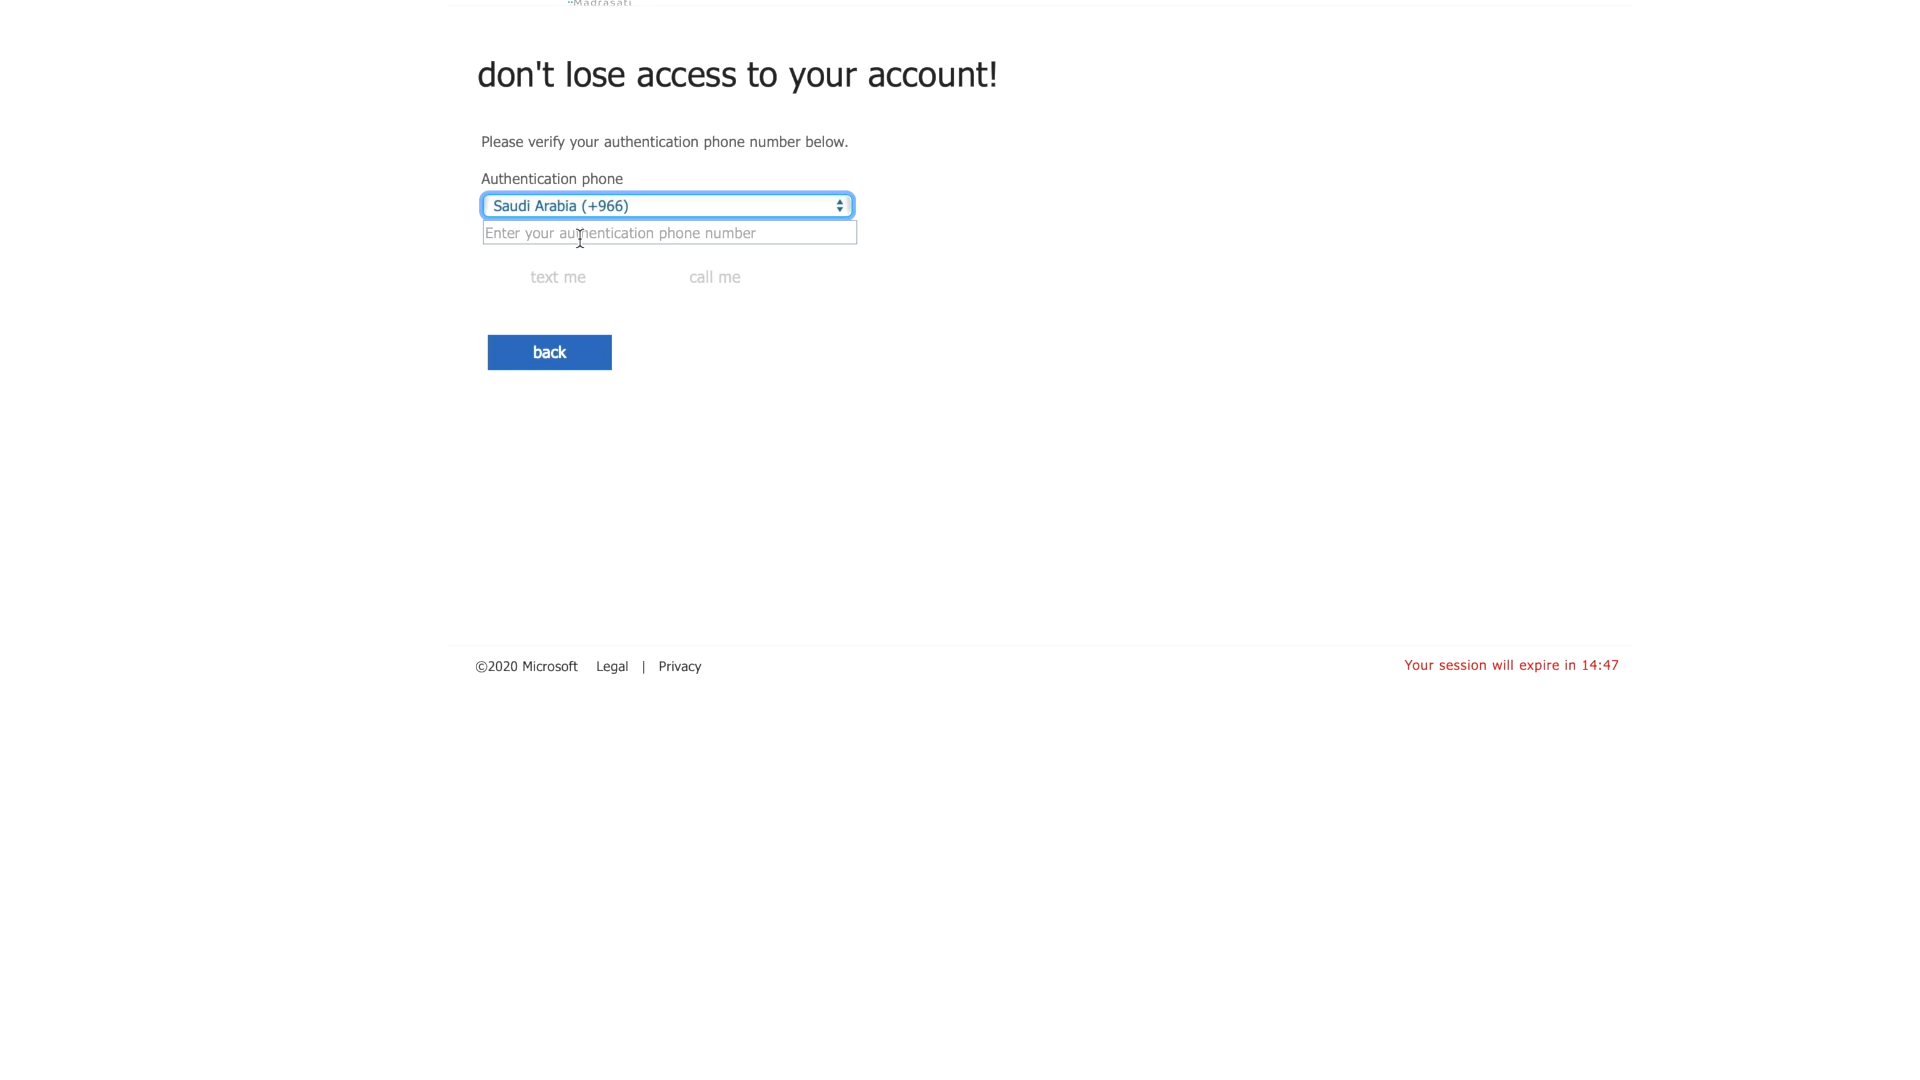 Madrasati
don't lose access to your account!
Please verify your authentication phone number below.
Authentication phone
Saudi Arabia (+966)
Enter your authentication phone number
text me call me
back
©2020 Microsoft Legal | Privacy
Your session will expire in 14:47